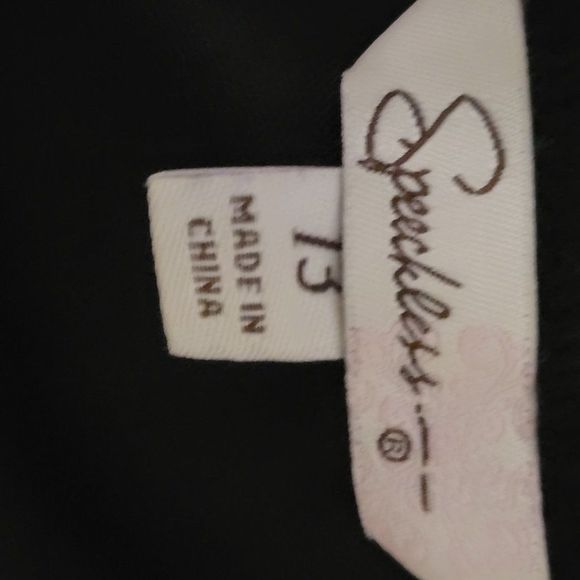 Speechless.--
®
13
MADE IN
CHINA